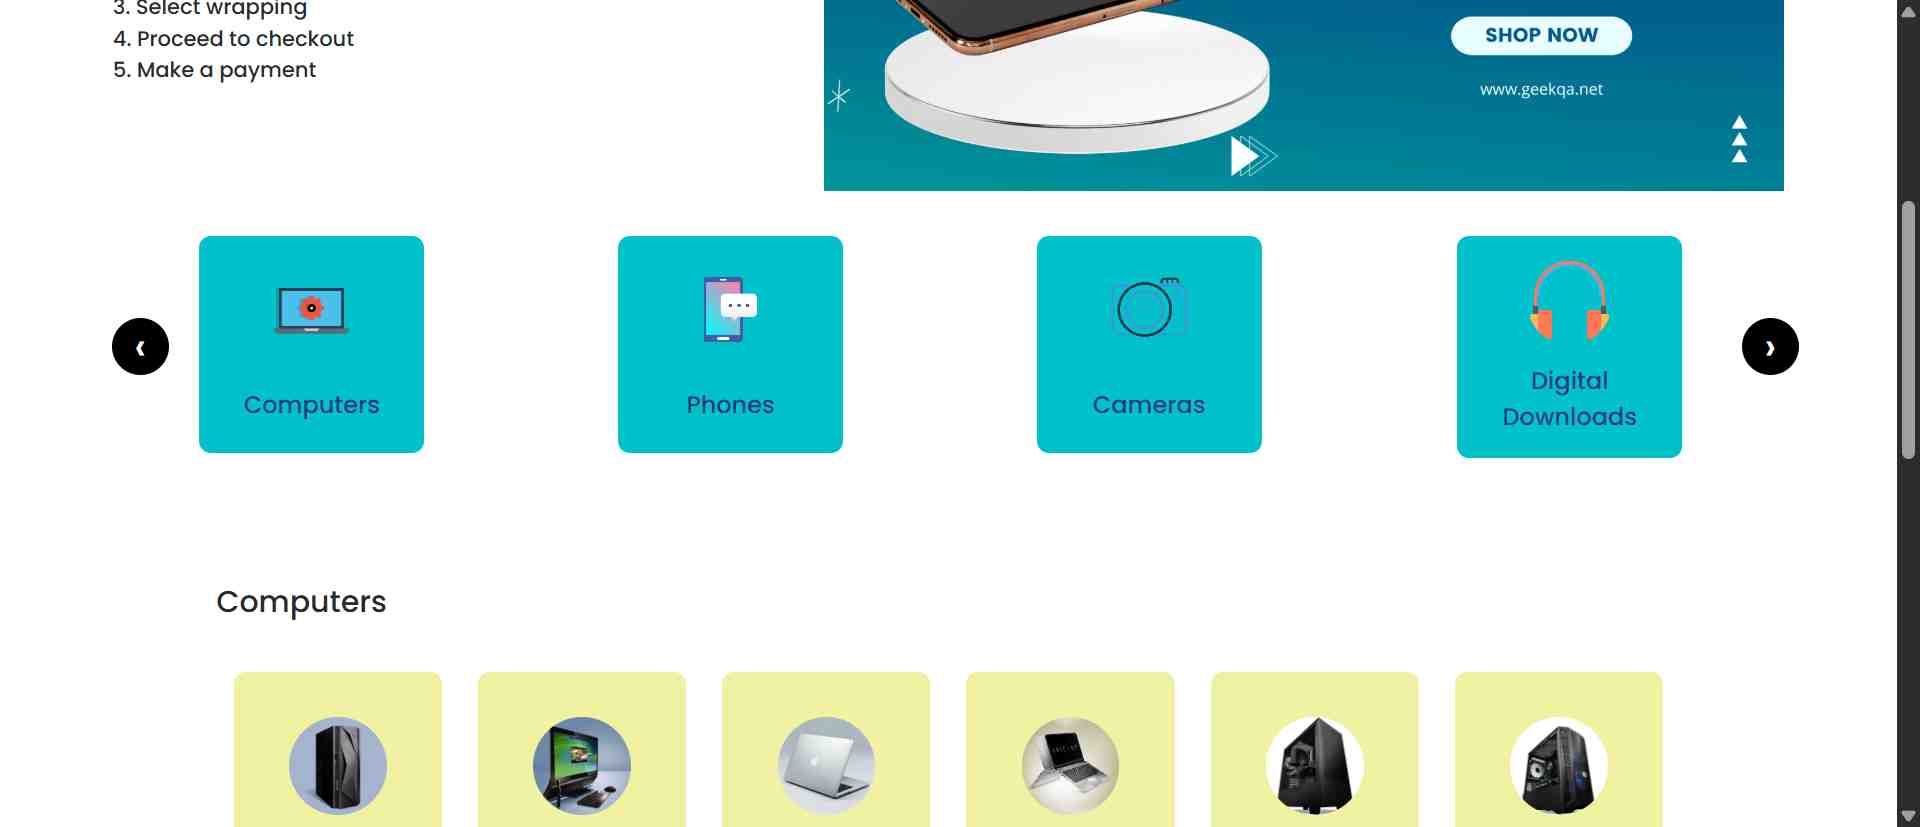 3. Select wrapping
4. Proceed to checkout
5. Make a payment
SHOP NOW
www.geekqa.net
Computers
Phones
Cameras
Digital
Downloads
Computers